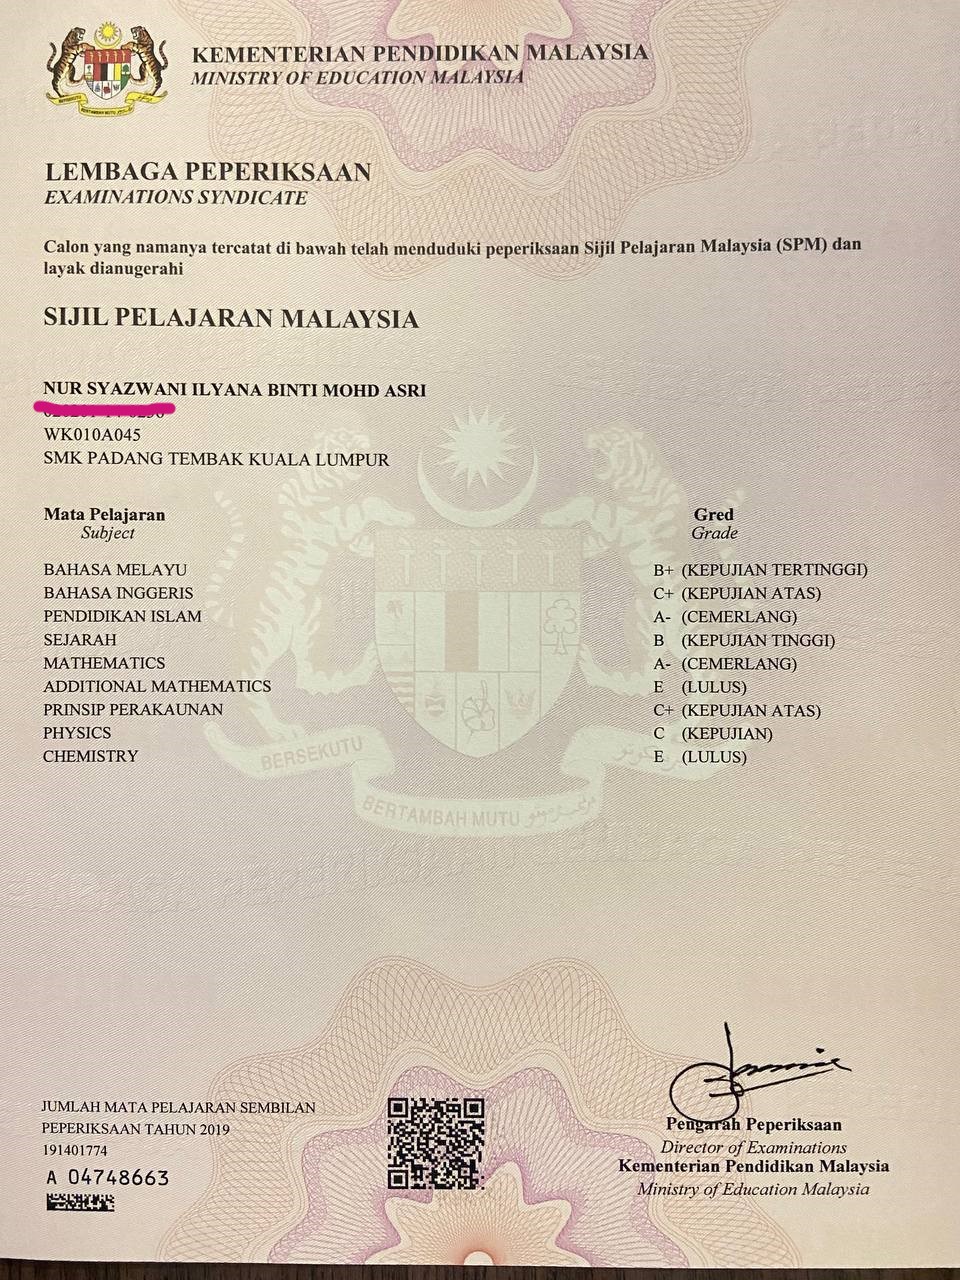 KEMENTERIAN PENDIDIKAN MALAYSIA
MINISTRY OF EDUCATION MALAYSIA
BERSEKUTU BERTAMBAH MUTU
LEMBAGA PEPERIKSAAN
EXAMINATIONS SYNDICATE
Calon yang namanya tercatat di bawah telah menduduki peperiksaan Sijil Pelajaran Malaysia (SPM) dan
layak dianugerahi
SIJIL PELAJARAN MALAYSIA
NUR SYAZWANI ILYANA BINTI MOHD ASRI
WK010A045
SMK PADANG TEMBAK KUALA LUMPUR
Mata Pelajaran Gred
Subject Grade
BAHASA MELAYU B+ (KEPUJIAN TERTINGGI)
BAHASA INGGERIS C+ (KEPUJIAN ATAS)
PENDIDIKAN ISLAM A- (CEMERLANG)
SEJARAH B (KEPUJIAN TINGGI)
MATHEMATICS A- (CEMERLANG)
ADDITIONAL MATHEMATICS E (LULUS)
PRINSIP PERAKAUNAN C+ (KEPUJIAN ATAS)
PHYSICS C (KEPUJIAN)
CHEMISTRY E (LULUS)
BERSEKUTU
BERTAMBAH MUTU
JUMLAH MATA PELAJARAN SEMBILAN
PEPERIKSAAN TAHUN 2019
191401774
A 04748663
Pengarah Peperiksaan
Director of Examinations
Kementerian Pendidikan Malaysia
Ministry of Education Malaysia